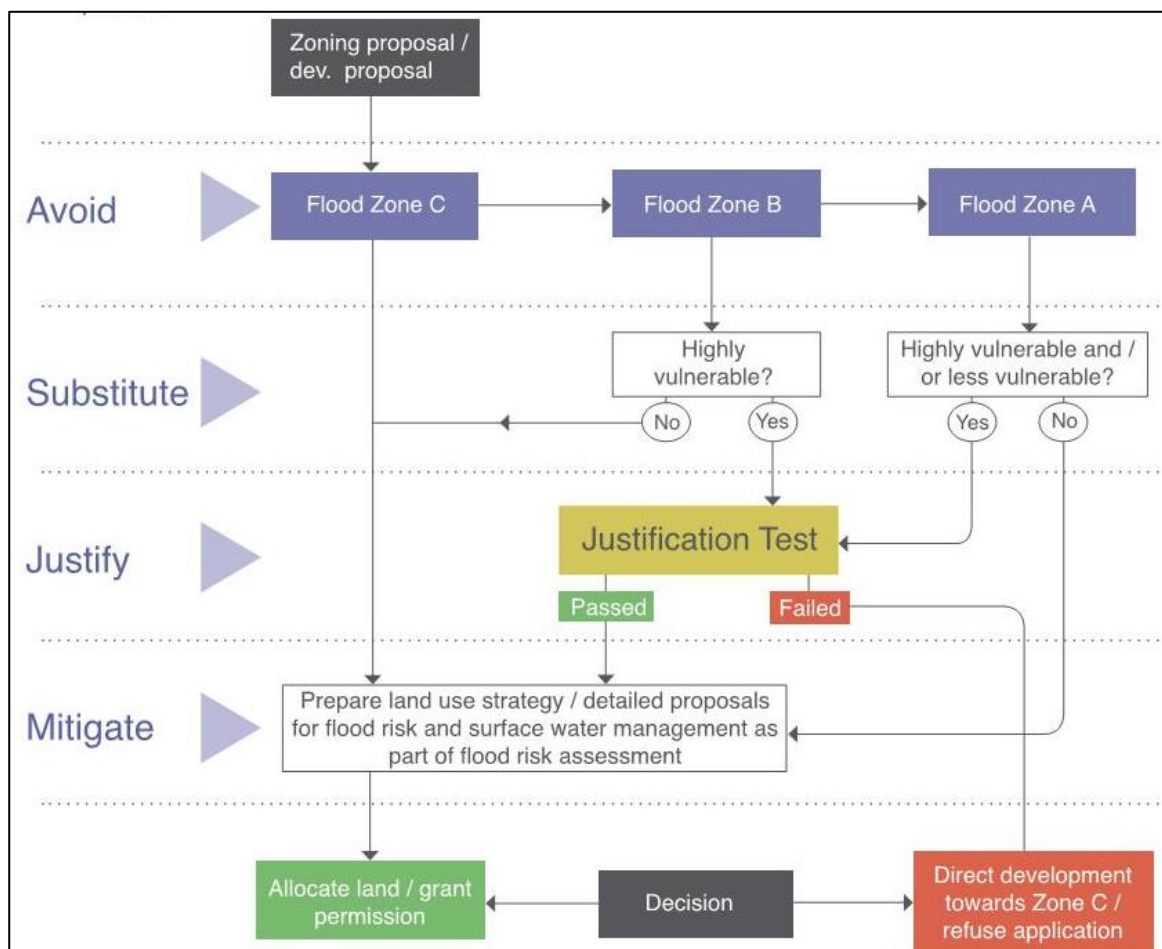 Zoning proposal /
dev. proposal
Avoid
Flood Zone C
Flood Zone B
Flood Zone A
Substitute
Highly
vulnerable?
No
Yes
Highly vulnerable and /
or less vulnerable?
Yes
No
Justify
Justification Test
Passed
Failed
Mitigate
Prepare land use strategy / detailed proposals
for flood risk and surface water management as
part of flood risk assessment
Allocate land / grant
permission
Decision
Direct development
towards Zone C /
refuse application